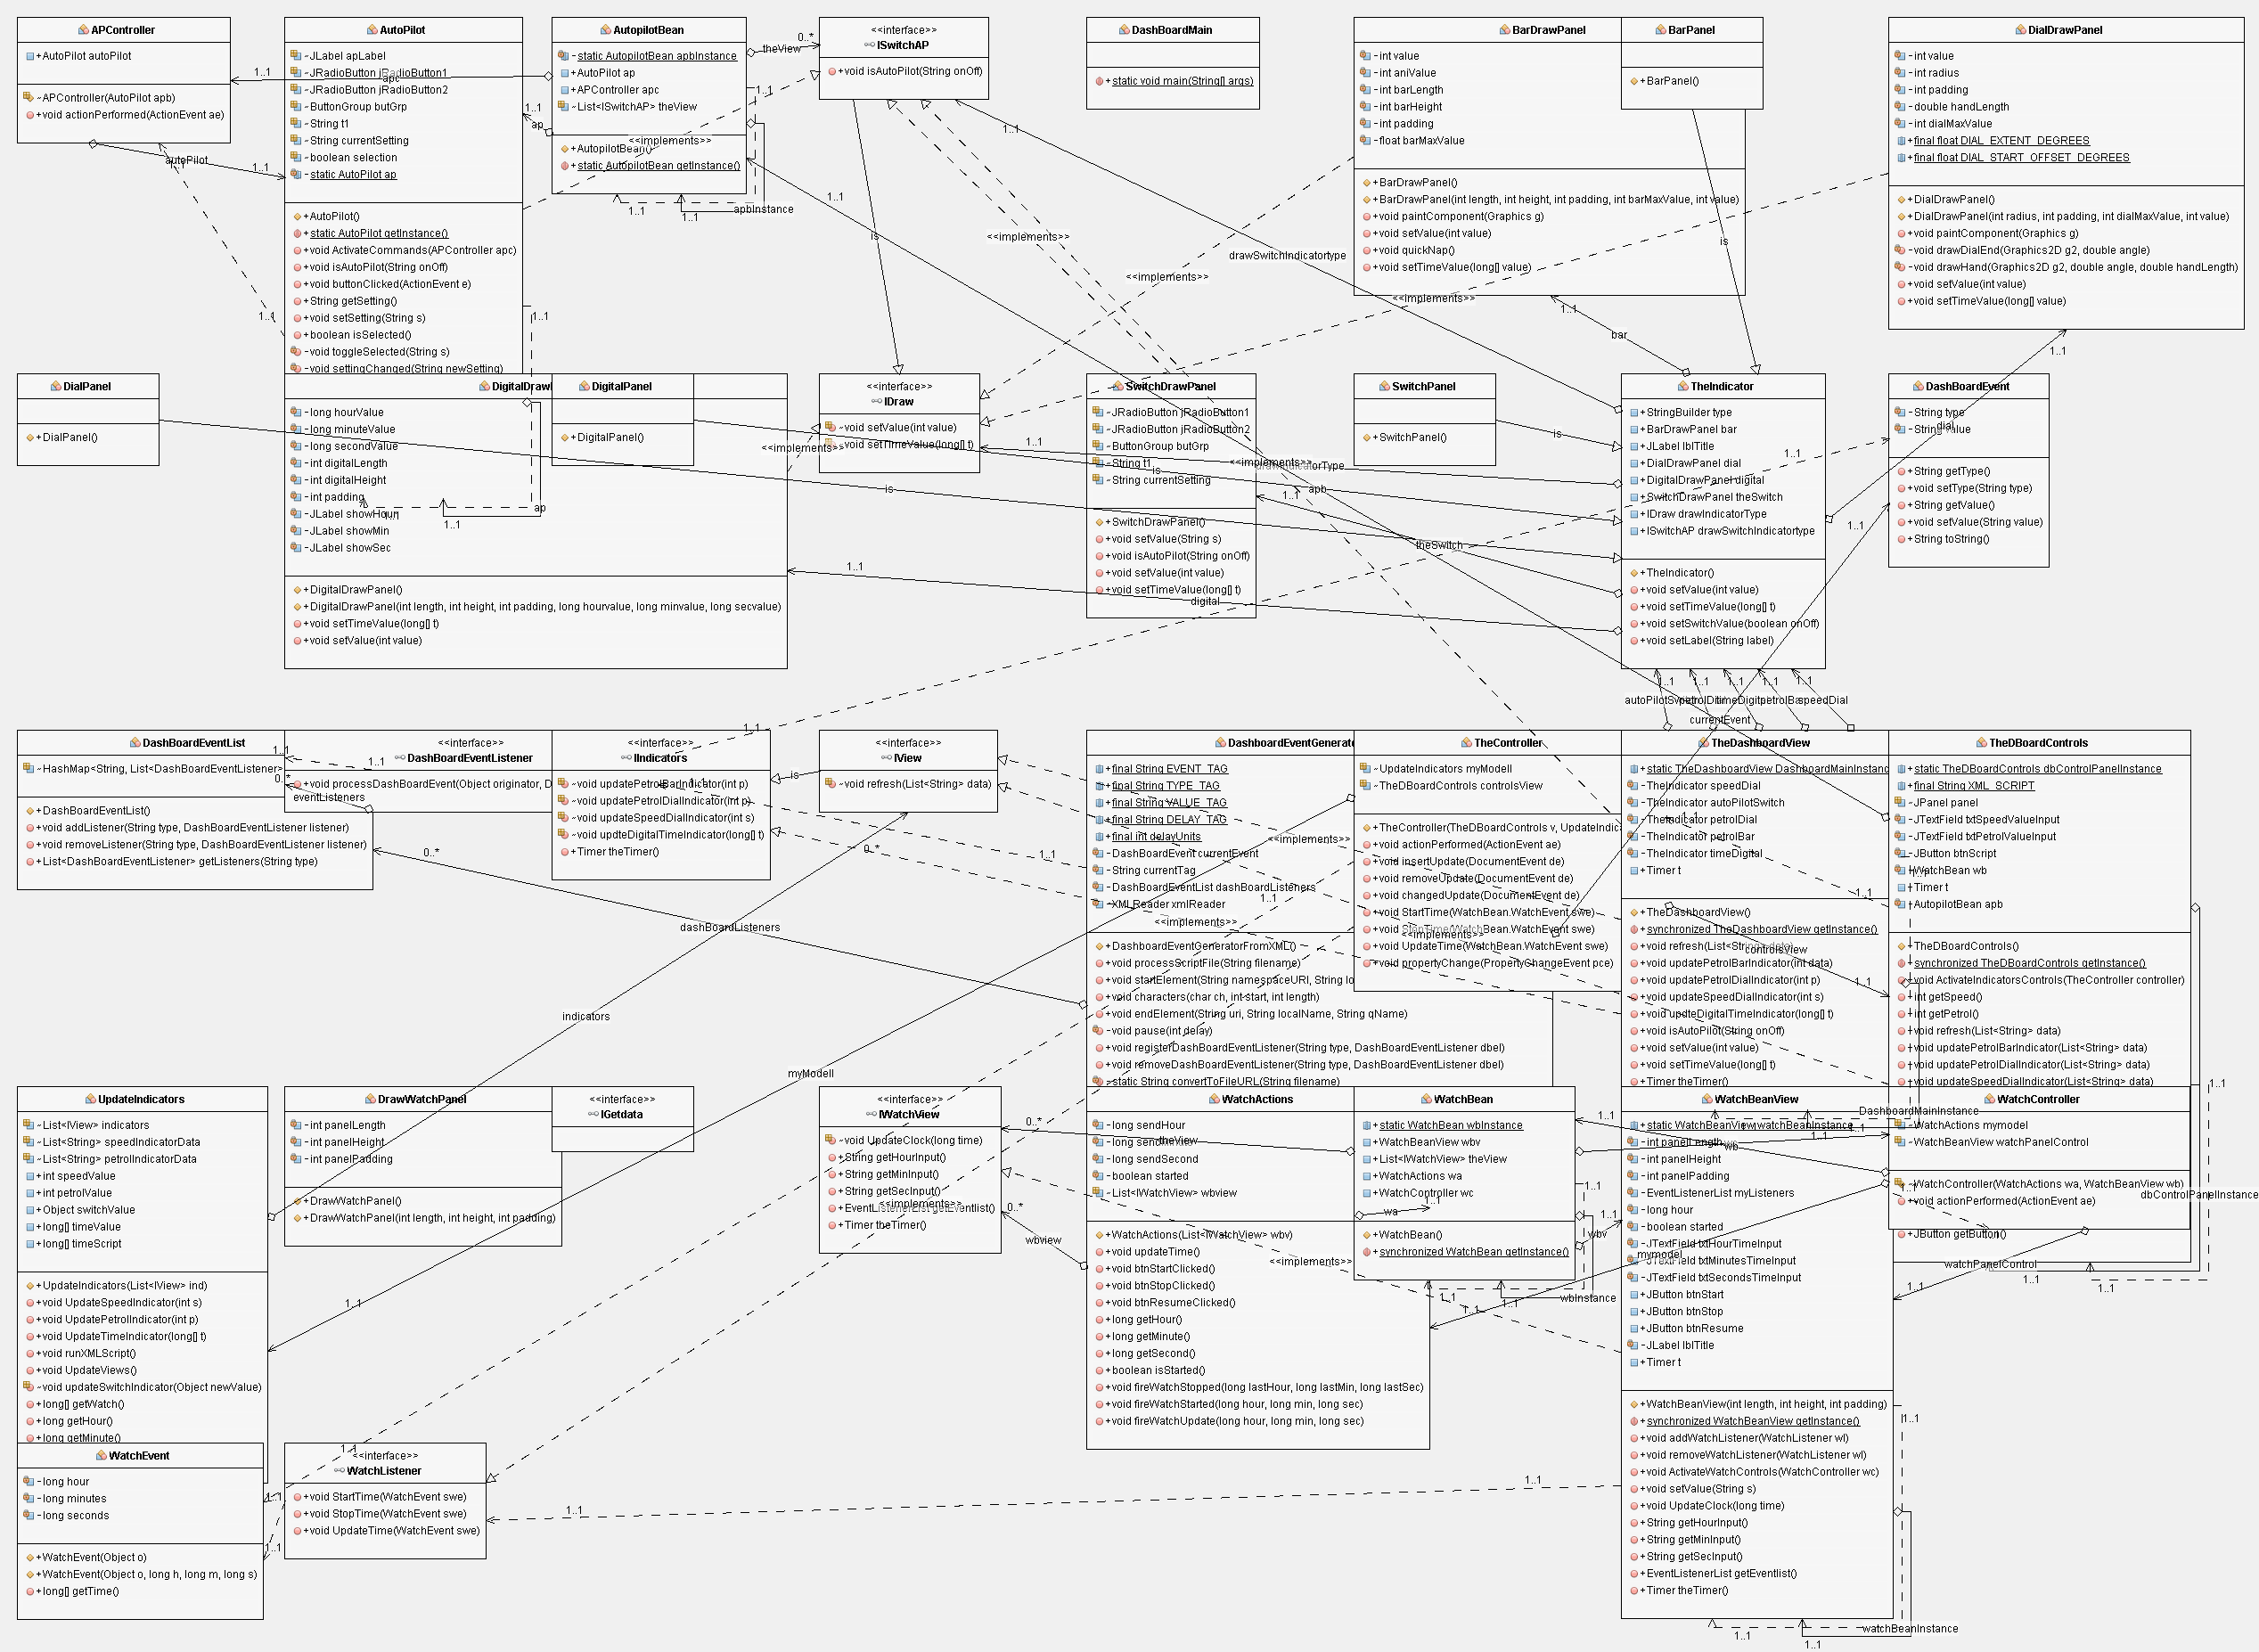 APController
+AutoPilot autoPilot
~APController(AutoPilot apb)
+void actionPerformed(ActionEvent ae)
AutoPilot
~JLabel apLabel
~JRadioButton jRadioButton1
~JRadioButton jRadioButton2
~ButtonGroup butGrp
~String t1
~String currentSetting
~boolean selection
-static AutoPilot ap
+AutoPilot()
+static AutoPilot getInstance()
+void ActivateCommands(APController apc)
+void isAutoPilot(String onOff)
+void buttonClicked(ActionEvent e)
+String getSetting()
+void setSetting(String s)
+boolean isSelected()
-void toggleSelected(String s)
-void settingChanged(String newSetting)
AutopilotBean
-static AutopilotBean apbInstance
+AutoPilot ap
+APController apc
~List<ISwitchAP> theView
+AutopilotBean()
+static AutopilotBean getInstance()
<<interface>>
ISwitchAP
+void isAutoPilot(String onOff)
DashBoardMain
+static void main(String[] args)
BarDrawPanel
-int value
-int aniValue
-int barLength
-int barHeight
-int padding
-float barMaxValue
+BarDrawPanel()
+BarDrawPanel(int length, int height, int padding, int barMaxValue, int value)
+void paintComponent(Graphics g)
+void setValue(int value)
+void quickNap()
+void setTimeValue(long[] value)
BarPanel
+BarPanel()
DialDrawPanel
-int value
-int radius
-int padding
-double handLength
-int dialMaxValue
+final float DIAL_EXTENT_DEGREES
+final float DIAL_START_OFFSET_DEGREES
+DialDrawPanel()
+DialDrawPanel(int radius, int padding, int dialMaxValue, int value)
+void paintComponent(Graphics g)
-void drawDialEnd(Graphics2D g2, double angle)
-void drawHand(Graphics2D g2, double angle, double handLength)
+void setValue(int value)
+void setTimeValue(long[] value)
theView
0..*
apc
1..1
ap
1..1
autoPilot
1..1
apbInstance
1..1
1..1
<<implements>>
<<implements>>
<<implements>>
<<implements>>
is
is
drawSwitchIndicatortype
1..1
bar
1..1
1..1
DialPanel
+DialPanel()
DigitalDrawl
-long hourValue
-long minuteValue
-long secondValue
-int digitalLength
-int digitalHeight
-int padding
-JLabel showHour
-JLabel showMin
-JLabel showSec
+DigitalDrawPanel()
+DigitalDrawPanel(int length, int height, int padding, long hourvalue, long minvalue, long secvalue)
+void setTimeValue(long[] t)
+void setValue(int value)
DigitalPanel
+DigitalPanel()
<<interface>>
IDraw
~void setValue(int value)
~void setTimeValue(long[] t)
SwitchDrawPanel
~JRadioButton jRadioButton1
~JRadioButton jRadioButton2
~ButtonGroup butGrp
~String t1
~String currentSetting
+SwitchDrawPanel()
+void setValue(String s)
+void isAutoPilot(String onOff)
+void setValue(int value)
+void setTimeValue(long[] t)
SwitchPanel
+SwitchPanel()
TheIndicator
+StringBuilder type
+BarDrawPanel bar
+JLabel lblTitle
+DialDrawPanel dial
+DigitalDrawPanel digital
+SwitchDrawPanel theSwitch
+IDraw drawIndicatorType
+ISwitchAP drawSwitchIndicatortype
+TheIndicator()
+void setValue(int value)
+void setTimeValue(long[] t)
+void setSwitchValue(boolean onOff)
+void setLabel(String label)
DashBoardEvent
-String type
-String value
+String getType()
+void setType(String type)
+String getValue()
+void setValue(String value)
+String toString()
dial
<<implements>>
<<implements>>
is
is
is
ap
1..1
apb
theSwitch
digital
1..1
currentEvent
speedDial
DashBoardEventList
~HashMap<String, List<DashBoardEventListener>
+DashBoardEventList()
+void addListener(String type, DashBoardEventListener listener)
+void removeListener(String type, DashBoardEventListener listener)
+List<DashBoardEventListener> getListeners(String type)
<<interface>>
DashBoardEventListener
+void processDashBoardEvent(Object originator, D
eventListeners
<<interface>>
IIndicators
~void updatePetrolBarIndicator(int p)
~void updatePetrolDialIndicator(int p)
~void updateSpeedDialIndicator(int s)
~void updteDigitalTimeIndicator(long[] t)
+Timer theTimer()
is
<<interface>>
IView
~void refresh(List<String> data)
DashboardEventGenerato
+final String EVENT_TAG
+final String TYPE_TAG
+final String VALUE_TAG
+final String DELAY_TAG
+final int delayUnits
-DashBoardEvent currentEvent
-String currentTag
-DashBoardEventList dashBoardListeners
-XMLReader xmlReader
+DashboardEventGeneratorFromXML()
+void processScriptFile(String filename)
+void startElement(String namespaceURI, String lo
+void characters(char ch, int start, int length)
+void endElement(String uri, String localName, String qName)
-void pause(int delay)
+void registerDashBoardEventListener(String type, DashBoardEventListener dbel)
+void removeDashBoardEventListener(String type, DashBoardEventListener dbel)
-static String convertToFileURL(String filename)
TheController
~UpdateIndicators myModell
~TheDBoardControls controlsView
+TheController(TheDBoardControls v, UpdateIndic
+void actionPerformed(ActionEvent ae)
+void insertUpdate(DocumentEvent de)
+void removeUpdate(DocumentEvent de)
+void changedUpdate(DocumentEvent de)
+void StartTime(WatchBean.WatchEvent swe)
+void StopTime(WatchBean.WatchEvent swe)
+void UpdateTime(WatchBean.WatchEvent swe)
+void propertyChange(PropertyChangeEvent pce)
TheDashboardView
+static TheDashboardView DashboardMainInstanc
-TheIndicator speedDial
-TheIndicator autoPilotSwitch
-TheIndicator petrolDial
-TheIndicator petrolBar
-TheIndicator timeDigital
+Timer t
+TheDashboardView()
+synchronized TheDashboardView getInstance()
+void refresh(List<String> data)
+void updatePetrolBarIndicator(int data)
+void updatePetrolDialIndicator(int p)
+void updateSpeedDialIndicator(int s)
+void updteDigitalTimeIndicator(long[] t)
+void isAutoPilot(String onOff)
+void setValue(int value)
+void setTimeValue(long[] t)
+Timer theTimer()
TheDBoardControls
+static TheDBoardControls dbControlPanelInstance
+final String XML_SCRIPT
-JPanel panel
-JTextField txtSpeedValueInput
-JTextField txtPetrolValueInput
-JButton btnScript
-WatchBean wb
+Timer t
+AutopilotBean apb
+TheDBoardControls()
+synchronized TheDBoardControls getInstance()
+void ActivateIndicatorsControls(TheController controller)
+int getSpeed()
+int getPetrol()
+void refresh(List<String> data)
+void updatePetrolBarIndicator(List<String> data)
+void updatePetrolDialIndicator(List<String> data)
+void updateSpeedDialIndicator(List<String> data)
+JButton getButton()
dashBoardListeners
0..*
<<implements>>
<<implements>>
<<implements>>
controlsView
indicators
myModell
UpdateIndicators
~List<IView> indicators
~List<String> speedIndicatorData
~List<String> petrolIndicatorData
+int speedValue
+int petrolValue
+Object switchValue
+long[] timeValue
+long[] timeScript
+UpdateIndicators(List<IView> ind)
+void UpdateSpeedIndicator(int s)
+void UpdatePetrolIndicator(int p)
+void UpdateTimeIndicator(long[] t)
+void runXMLScript()
+void UpdateViews()
~void updateSwitchIndicator(Object newValue)
+long[] getWatch()
+long getHour()
+long getMinute()
DrawWatchPanel
-int panelLength
-int panelHeight
-int panelPadding
+DrawWatchPanel()
+DrawWatchPanel(int length, int height, int padding)
<<interface>>
IGetdata
<<interface>>
IWatchView
~void UpdateClock(long time)
+String getHourInput()
+String getMinInput()
+String getSecInput()
+EventListenerList getEventlist()
+Timer theTimer()
<<implements>>
wbview
0..*
WatchActions
-long sendHour
-long sendMinute
-long sendSecond
-boolean started
~List<IWatchView> wbview
+WatchActions(List<IWatchView> wbv)
+void updateTime()
+void btnStartClicked()
+void btnStopClicked()
+void btnResumeClicked()
+long getHour()
+long getMinute()
+long getSecond()
+boolean isStarted()
+void fireWatchStopped(long lastHour, long lastMin, long lastSec)
+void fireWatchStarted(long hour, long min, long sec)
+void fireWatchUpdate(long hour, long min, long sec)
theView
<<implements>>
WatchBean
+static WatchBean wbInstance
+WatchBeanView wbv
+List<IWatchView> theView
+WatchActions wa
+WatchController wc
+WatchBean()
+synchronized WatchBean getInstance()
wa
wbv
wbInstance
WatchBeanView
+static WatchBeanView watchBeanInstance
-int panelLength
-int panelHeight
-int panelPadding
-EventListenerList myListeners
-long hour
-boolean started
-JTextField txtHourTimeInput
-JTextField txtMinutesTimeInput
-JTextField txtSecondsTimeInput
+JButton btnStart
+JButton btnStop
+JButton btnResume
-JLabel lblTitle
+Timer t
+WatchBeanView(int length, int height, int padding)
+synchronized WatchBeanView getInstance()
+void addWatchListener(WatchListener wl)
+void removeWatchListener(WatchListener wl)
+void ActivateWatchControls(WatchController wc)
+void setValue(String s)
+void UpdateClock(long time)
+String getHourInput()
+String getMinInput()
+String getSecInput()
+EventListenerList getEventlist()
+Timer theTimer()
mymodel
wb
DashboardMainInstance
WatchController
~WatchActions mymodel
~WatchBeanView watchPanelControl
~WatchController(WatchActions wa, WatchBeanView wb)
+void actionPerformed(ActionEvent ae)
dbControlPanelInstance
watchPanelControl
WatchEvent
-long hour
-long minutes
-long seconds
+WatchEvent(Object o)
+WatchEvent(Object o, long h, long m, long s)
+long[] getTime()
<<interface>>
WatchListener
+void StartTime(WatchEvent swe)
+void StopTime(WatchEvent swe)
+void UpdateTime(WatchEvent swe)
1..1
1..1
watchBeanInstance
1..1
1..1